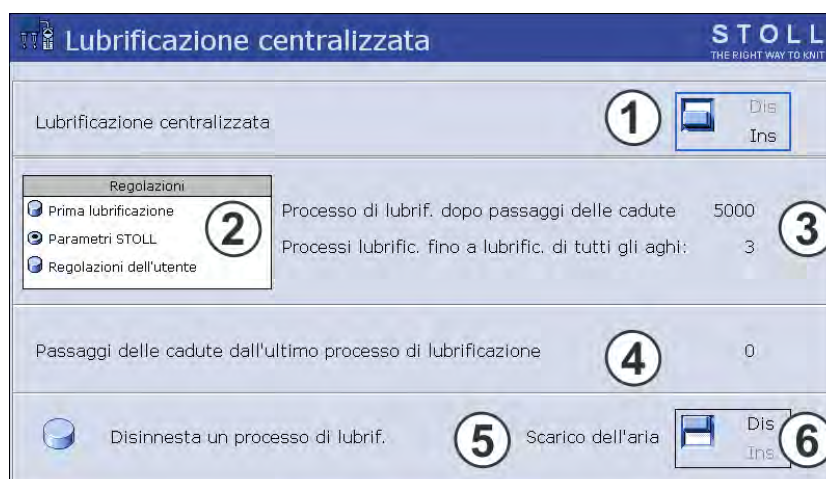 Lubrificazione centralizzata
STOLL
THE RIGHT WAY TO KNIT
Lubrificazione centralizzata
1
Dis
Ins
Regolazioni
Prima lubrificazione
Parametri STOLL
Regolazioni dell'utente
2
Processo di lubrif. dopo passaggi delle cadute 5000
Processi lubrific. fino a lubrific. di tutti gli aghi: 3
3
Passaggi delle cadute dall'ultimo processo di lubrificazione 4 0
Disinnesta un processo di lubrif. 5 Scarico dell'aria
Dis
Ins
6